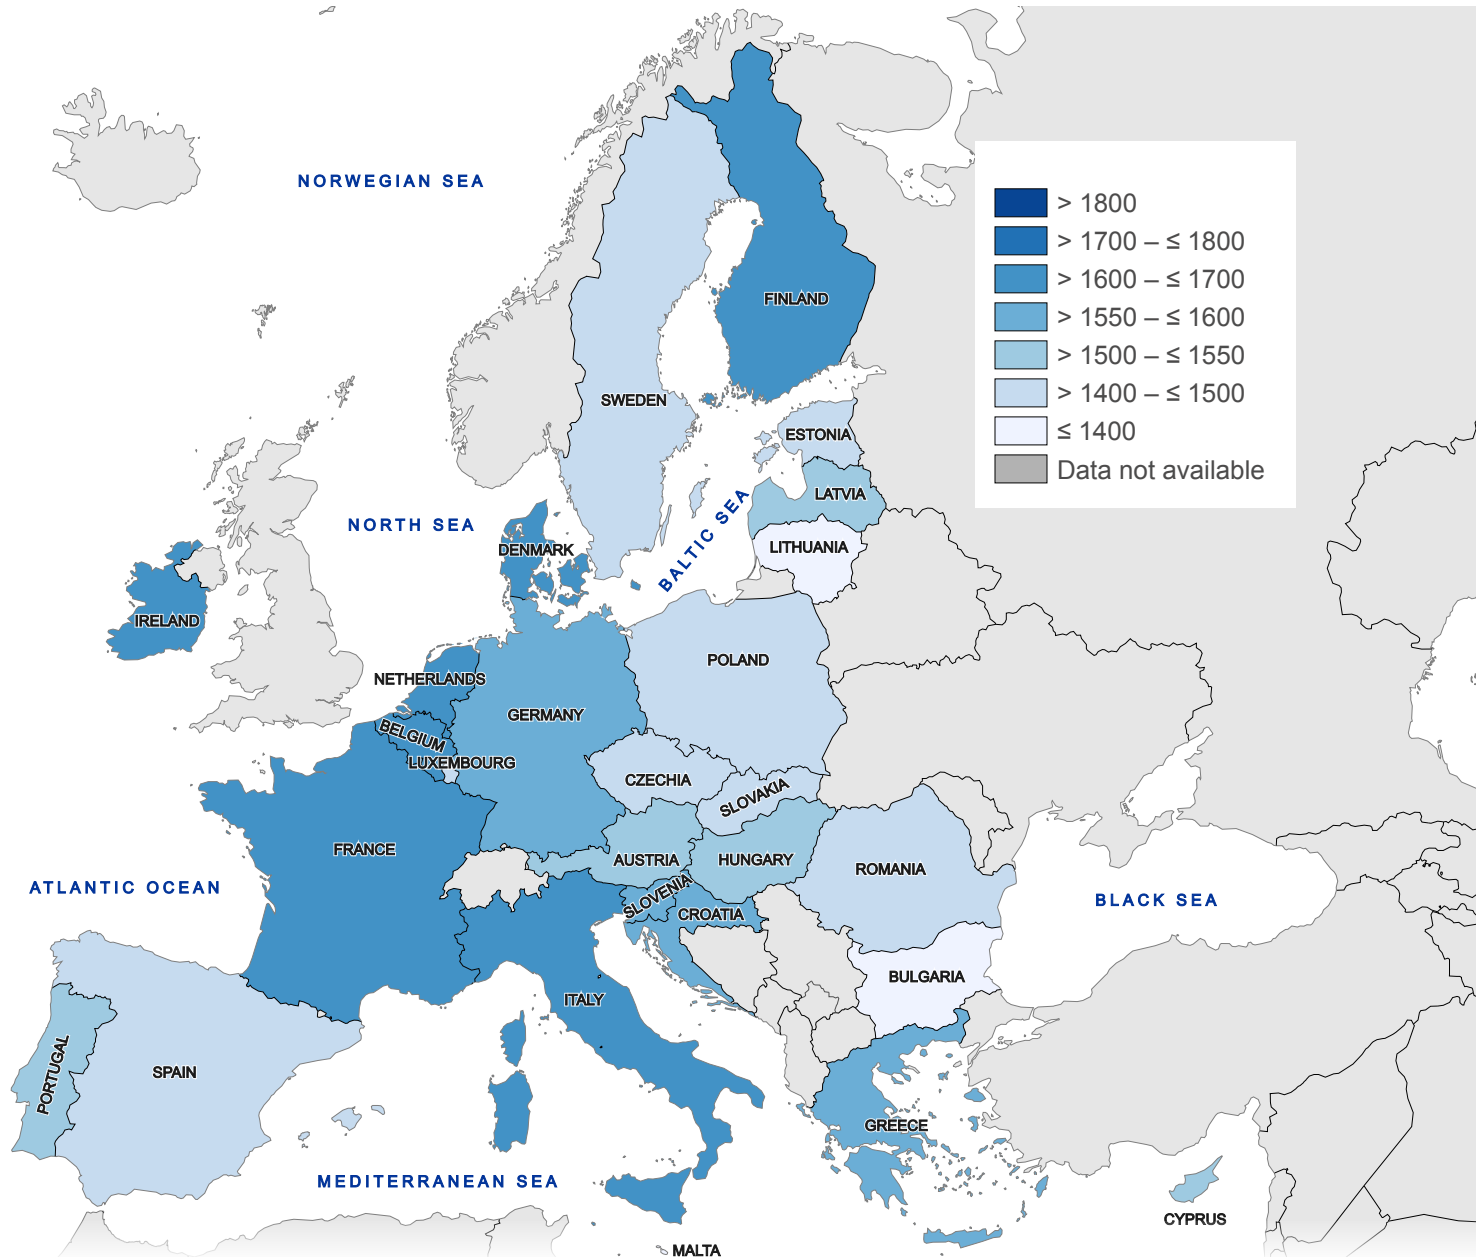 NORWEGIAN SEA
> 1800
> 1700 – ≤ 1800
> 1600 – ≤ 1700
> 1550 – ≤ 1600
> 1500 – ≤ 1550
> 1400 – ≤ 1500
≤ 1400
Data not available
FINLAND
SWEDEN
ESTONIA
LATVIA
NORTH SEA
BALTIC SEA
DENMARK
LITHUANIA
IRELAND
POLAND
NETHERLANDS
GERMANY
BELGIUM
LUXEMBOURG
CZECHIA
SLOVAKIA
FRANCE
AUSTRIA
HUNGARY
ROMANIA
ATLANTIC OCEAN
SLOVENIA
CROATIA
BLACK SEA
BULGARIA
ITALY
PORTUGAL
SPAIN
GREECE
MEDITERRANEAN SEA
CYPRUS
MALTA